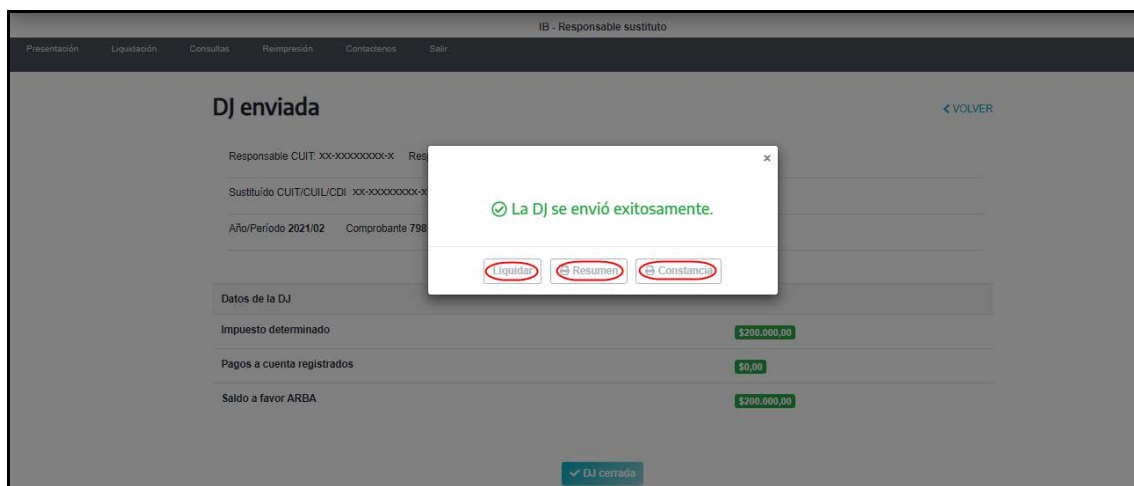 IB - Responsable sustituto
Presentación Liquidación Consultas Reimpresión Contactenos Salir
DJ enviada
VOLVER
Responsable CUIT: XX-XXXXXXXX-X
Sustituído CUIT/CUIL/CDI XX-XXXXXXXX-X
Año/Período 2021/02 Comprobante 798
×
La DJ se envió exitosamente.
Liquidar Resumen Constancia
Datos de la DJ
Impuesto determinado $200.000,00
Pagos a cuenta registrados $0,00
Saldo a favor ARBA $200.000,00
DJ cerrada